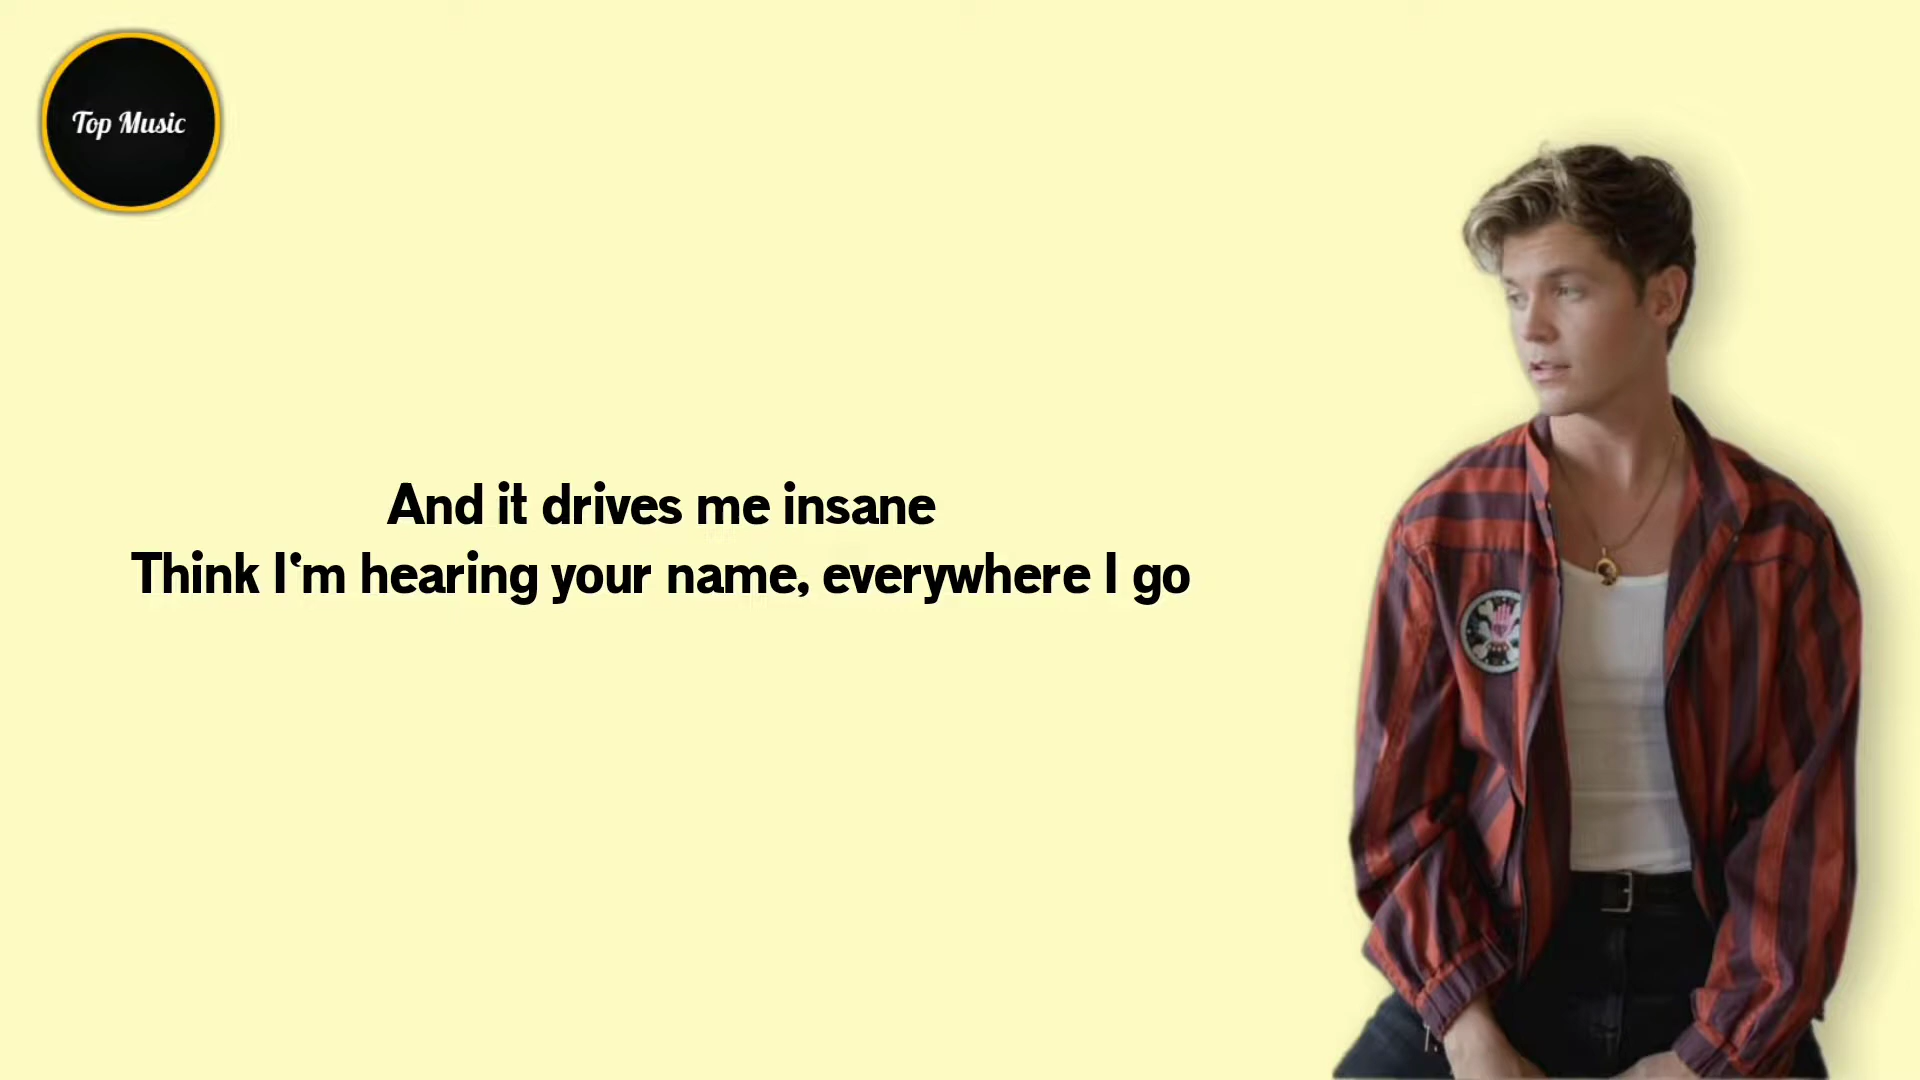 Top Music
And it drives me insane
Think I‘m hearing your name, everywhere I go